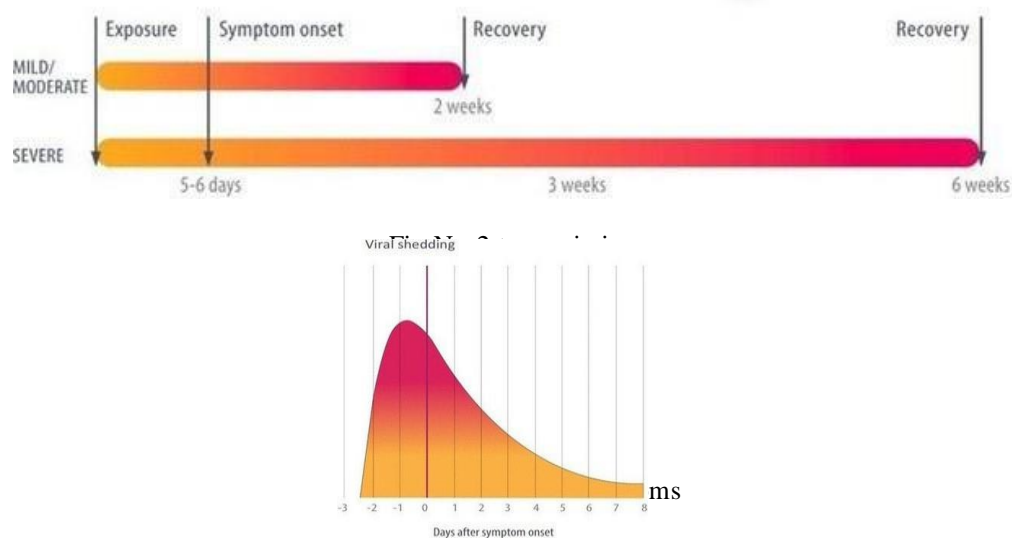 Exposure
Symptom onset
Recovery
Recovery
MILD/
MODERATE
2 weeks
SEVERE
5-6 days
3 weeks
6 weeks
Viral shedding
ms
-3 -2 -1 0 1 2 3 4 5 6 7 8
Days after symptom onset